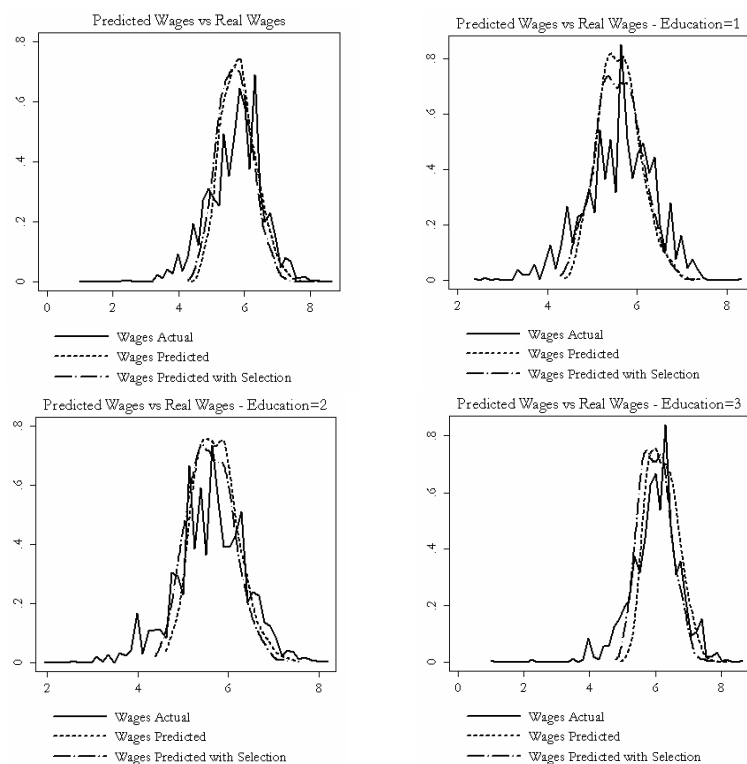 Predicted Wages vs Real Wages
.8
.6
.4
.2
0
0 2 4 6 8
Wages Actual
Wages Predicted
Wages Predicted with Selection
Predicted Wages vs Real Wages - Education=1
.8
.6
.4
.2
0
2 4 6 8
Wages Actual
Wages Predicted
Wages Predicted with Selection
Predicted Wages vs Real Wages - Education=2
.8
.6
.4
.2
0
2 4 6 8
Wages Actual
Wages Predicted
Wages Predicted with Selection
Predicted Wages vs Real Wages - Education=3
.8
.6
.4
.2
0
0 2 4 6 8
Wages Actual
Wages Predicted
Wages Predicted with Selection